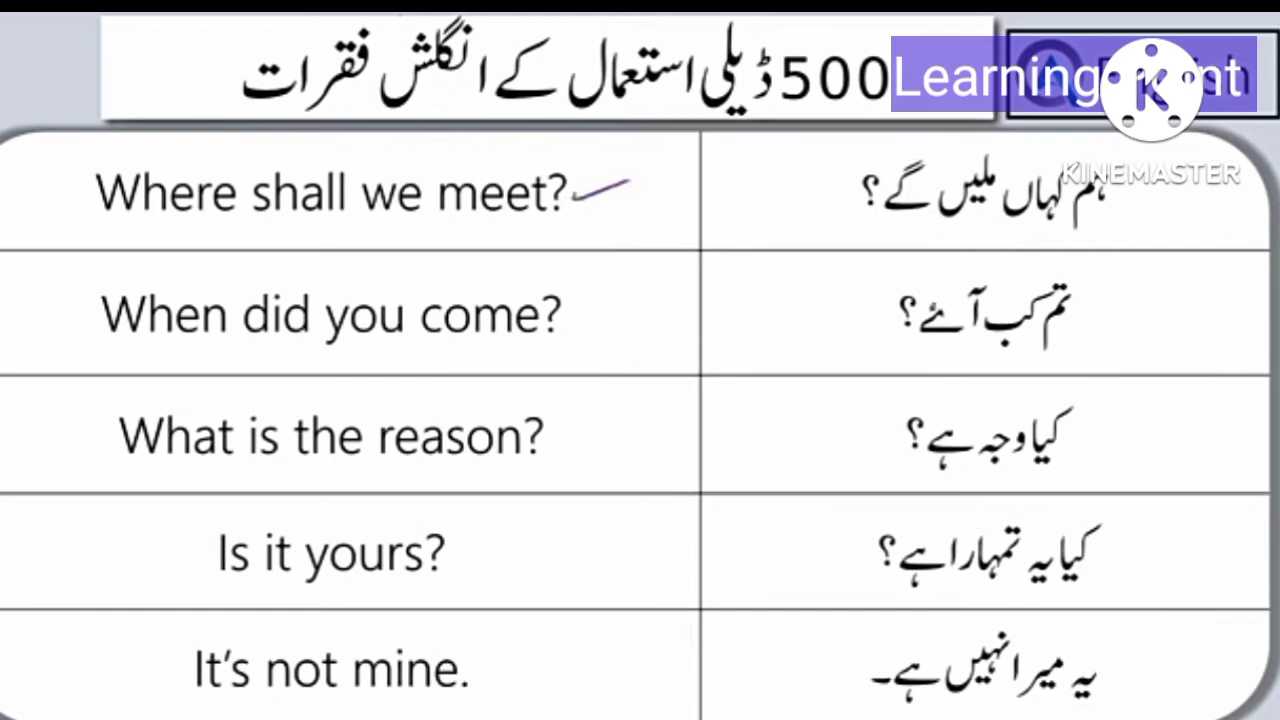 500 ڈیلی استعمال کے انگلش فقرات
Learning
KINEMASTER
Where shall we meet?
ہم کہاں ملیں گے؟
When did you come?
تم کب آئے؟
What is the reason?
کیا وجہ ہے؟
Is it yours?
کیا یہ تمہارا ہے؟
It's not mine.
یہ میرا نہیں ہے۔